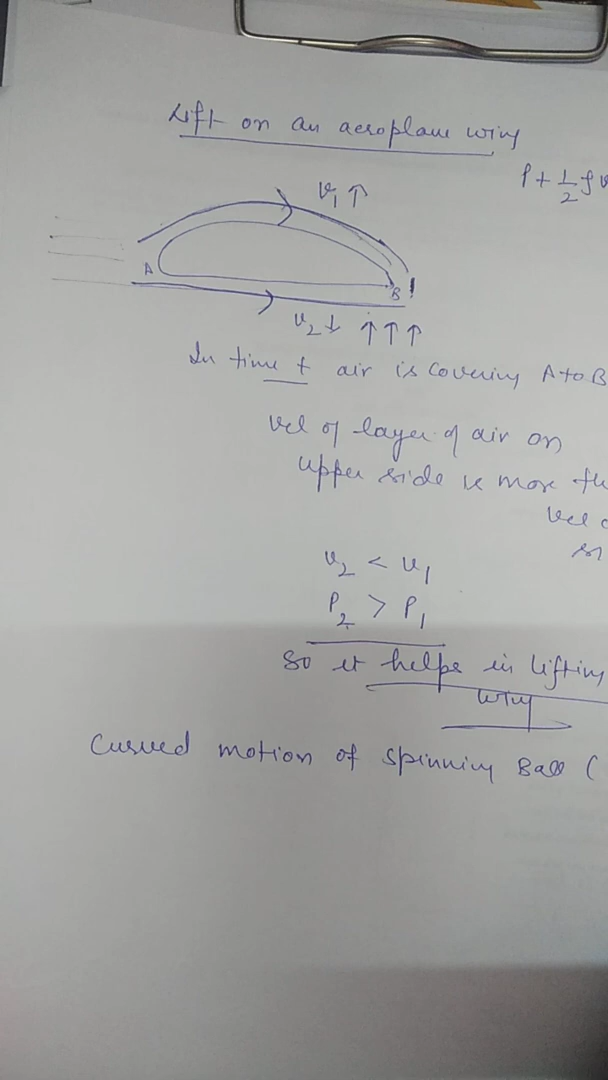 Lift on an aeroplane wing
P + 1/2 ρv
v₁ ↑
A
B
v₂ ↓ ↑ ↑ ↑
In time t air is covering A to B
vel of layer of air on
upper side is more
vel
v₂ < v₁
P₂ > P₁
so it helps in lifting
wing
Curved motion of spinning Ball (